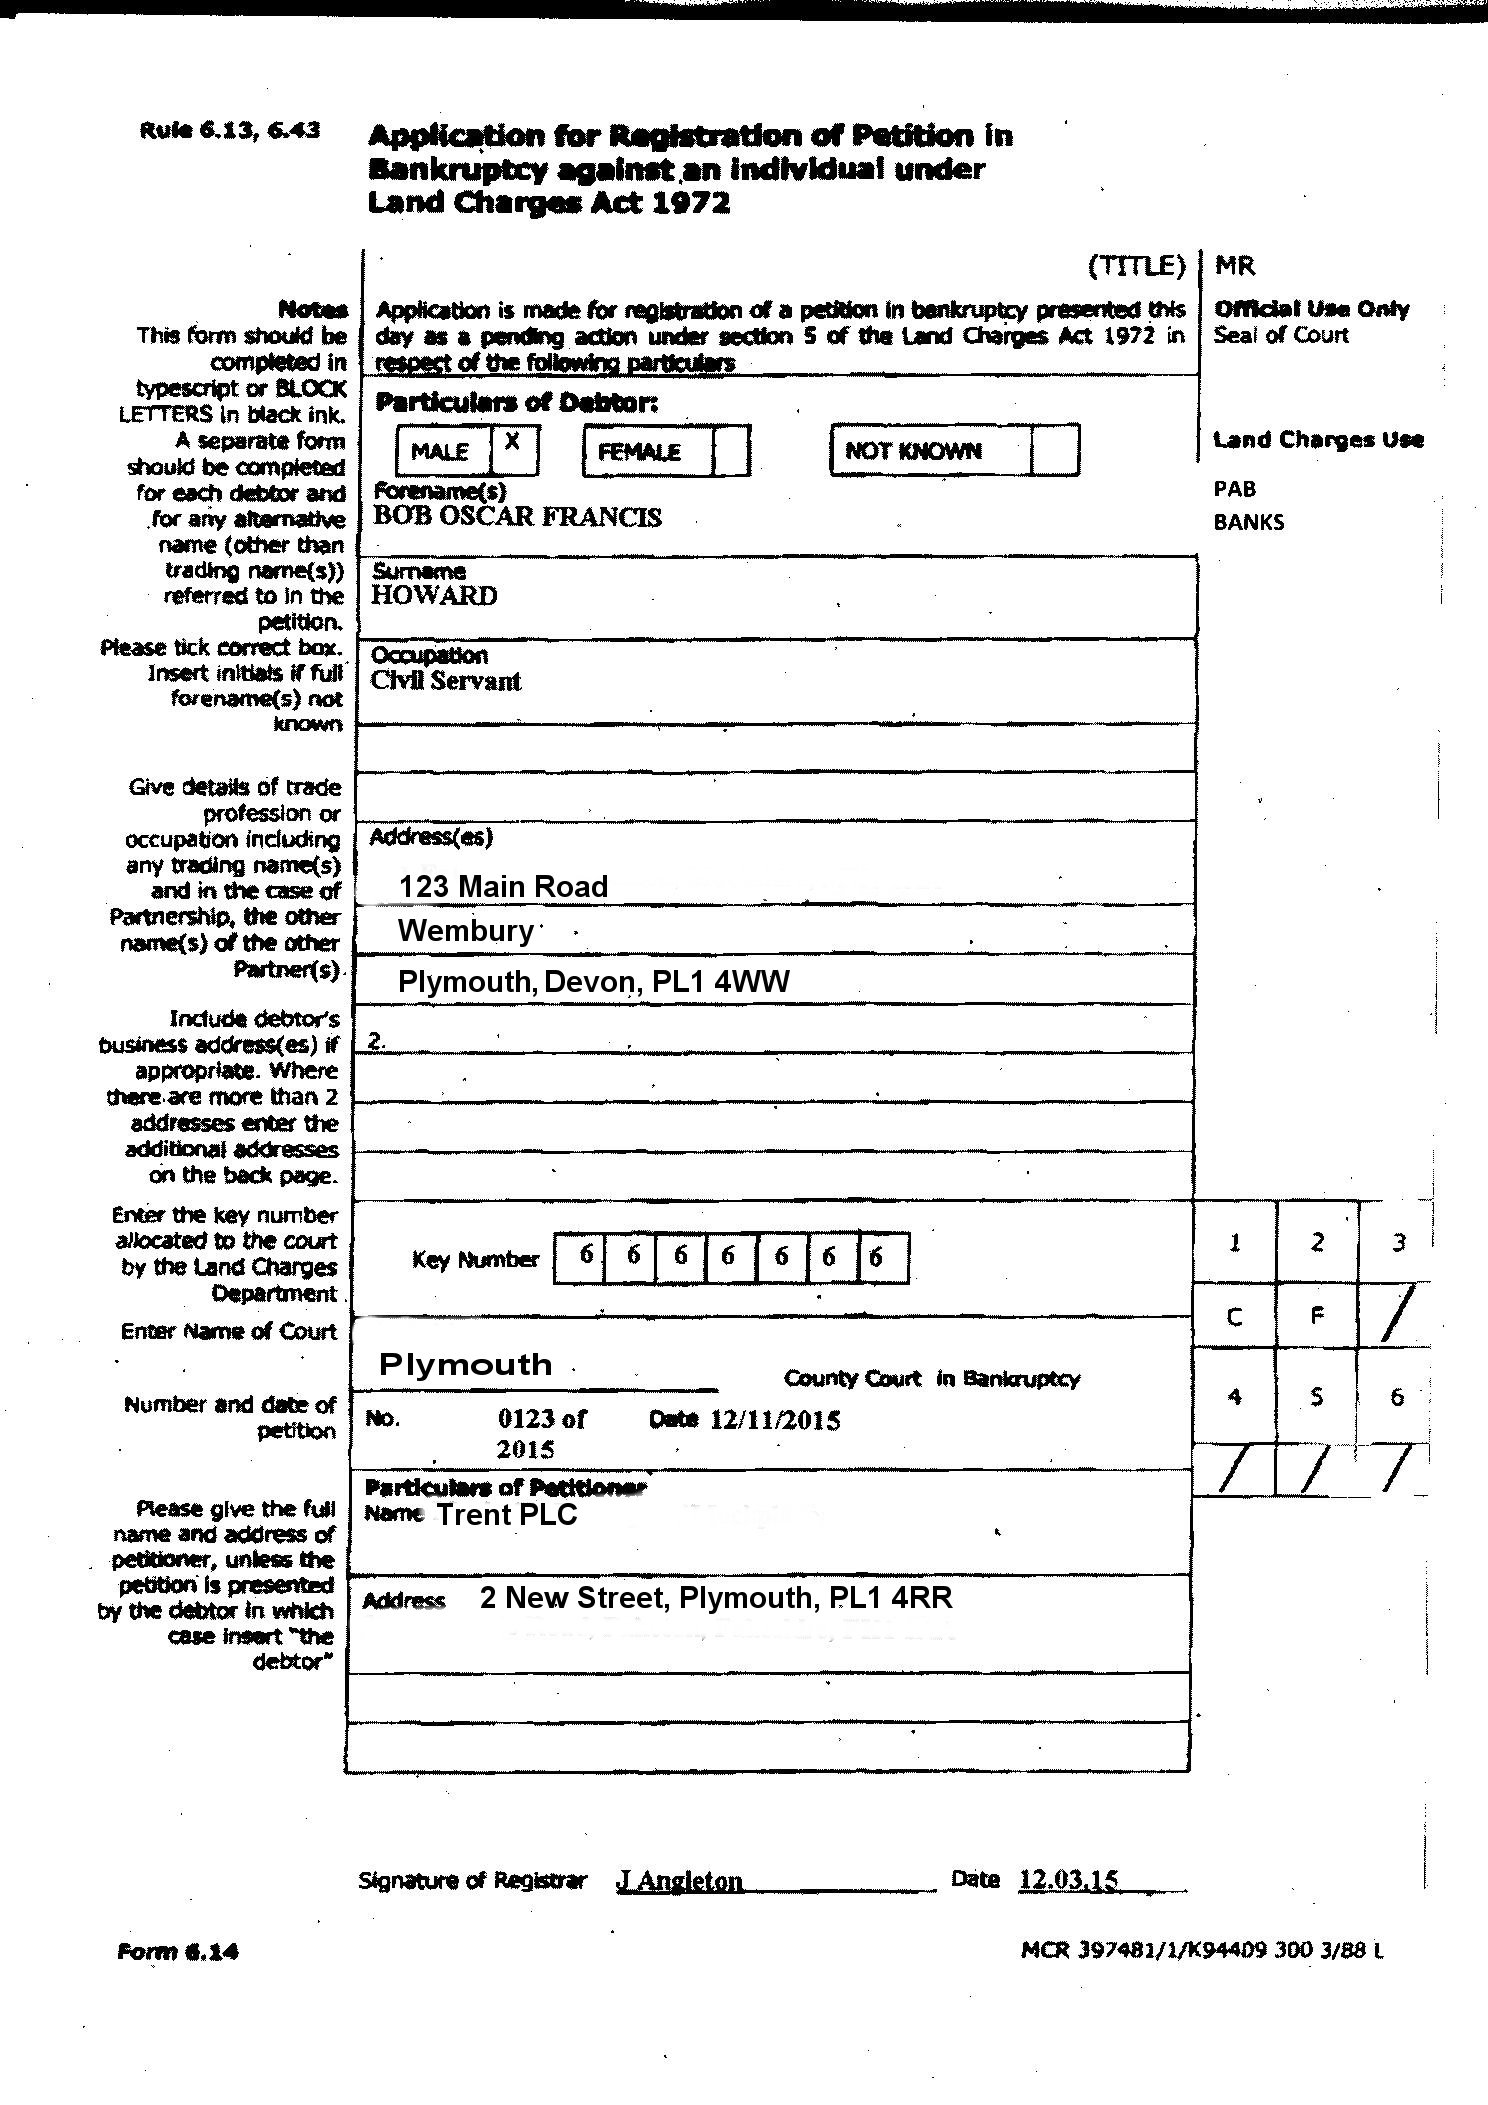 Rule 6.13, 6.43
Application for Registration of Petition in
Bankruptcy against an individual under
Land Charges Act 1972
(TITLE) MR
Notes
This form should be
completed in
typescript or BLOCK
LETTERS in black ink.
A separate form
should be completed
for each debtor and
for any alternative
name (other than
trading name(s))
referred to in the
petition.
Please tick correct box.
Insert initials if full
forename(s) not
known
Application is made for registration of a petition in bankruptcy presented this
day as a pending action under section 5 of the Land Charges Act 1972 in
respect of the following particulars
Official Use Only
Seal of Court
Particulars of Debtor:
MALE X FEMALE NOT KNOWN
Land Charges Use
PAB
BANKS
Forename(s)
BOB OSCAR FRANCIS
Surname
HOWARD
Occupation
Civil Servant
Give details of trade
profession or
occupation including
any trading name(s)
and in the case of
Partnership, the other
name(s) of the other
Partner(s).
Address(es)
123 Main Road
Wembury
Plymouth, Devon, PL1 4WW
Include debtor's
business address(es) if
appropriate. Where
there are more than 2
addresses enter the
additional addresses
on the back page.
2.
Enter the key number
allocated to the court
by the Land Charges
Department
Key Number 6 6 6 6 6 6 6
1 2 3
C F /
4 5 6
/ / /
Enter Name of Court
Plymouth County Court in Bankruptcy
Number and date of
petition
No. 0123 of Date 12/11/2015
2015
Particulars of Petitioner
Please give the full
name and address of
petitioner, unless the
petition is presented
by the debtor in which
case insert "the
debtor"
Name Trent PLC
Address 2 New Street, Plymouth, PL1 4RR
Signature of Registrar J Angleton Date 12.03.15
Form 6.14
MCR 397481/1/K94409 300 3/88 L